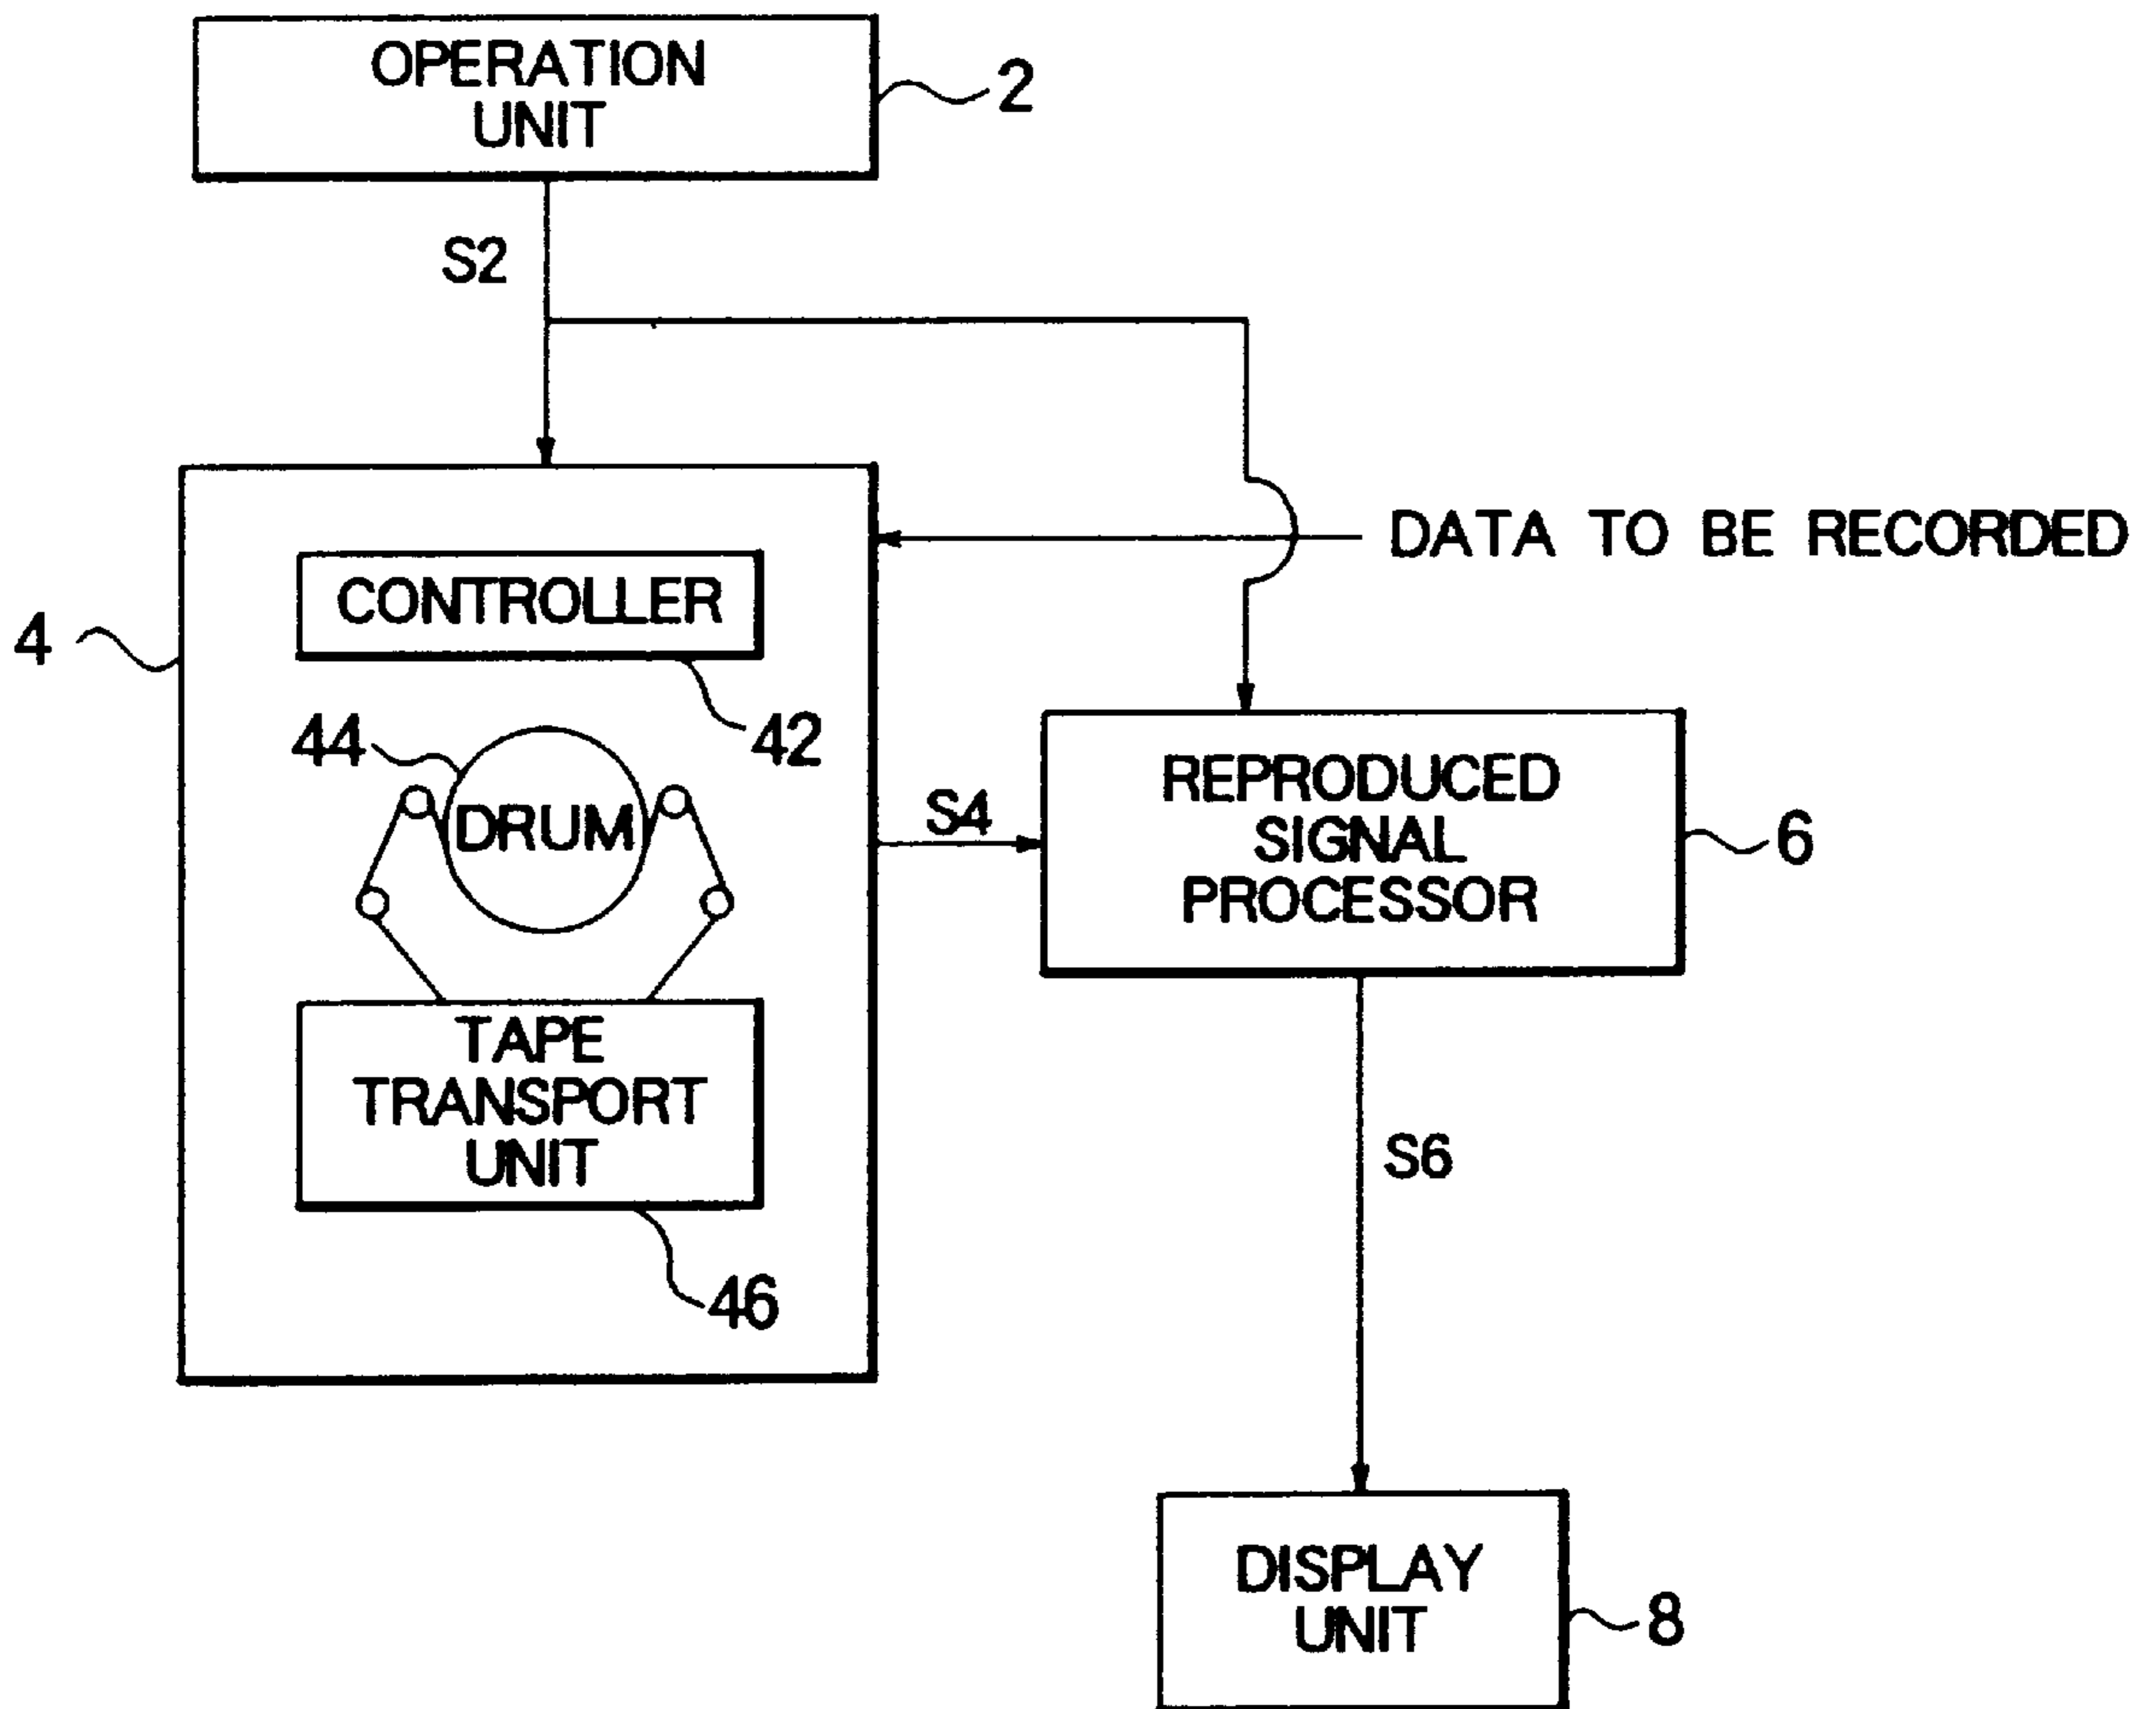 OPERATION
UNIT
2
S2
DATA TO BE RECORDED
4
CONTROLLER
42
44
DRUM
S4
REPRODUCED
SIGNAL
PROCESSOR
6
TAPE
TRANSPORT
UNIT
46
S6
DISPLAY
UNIT
8